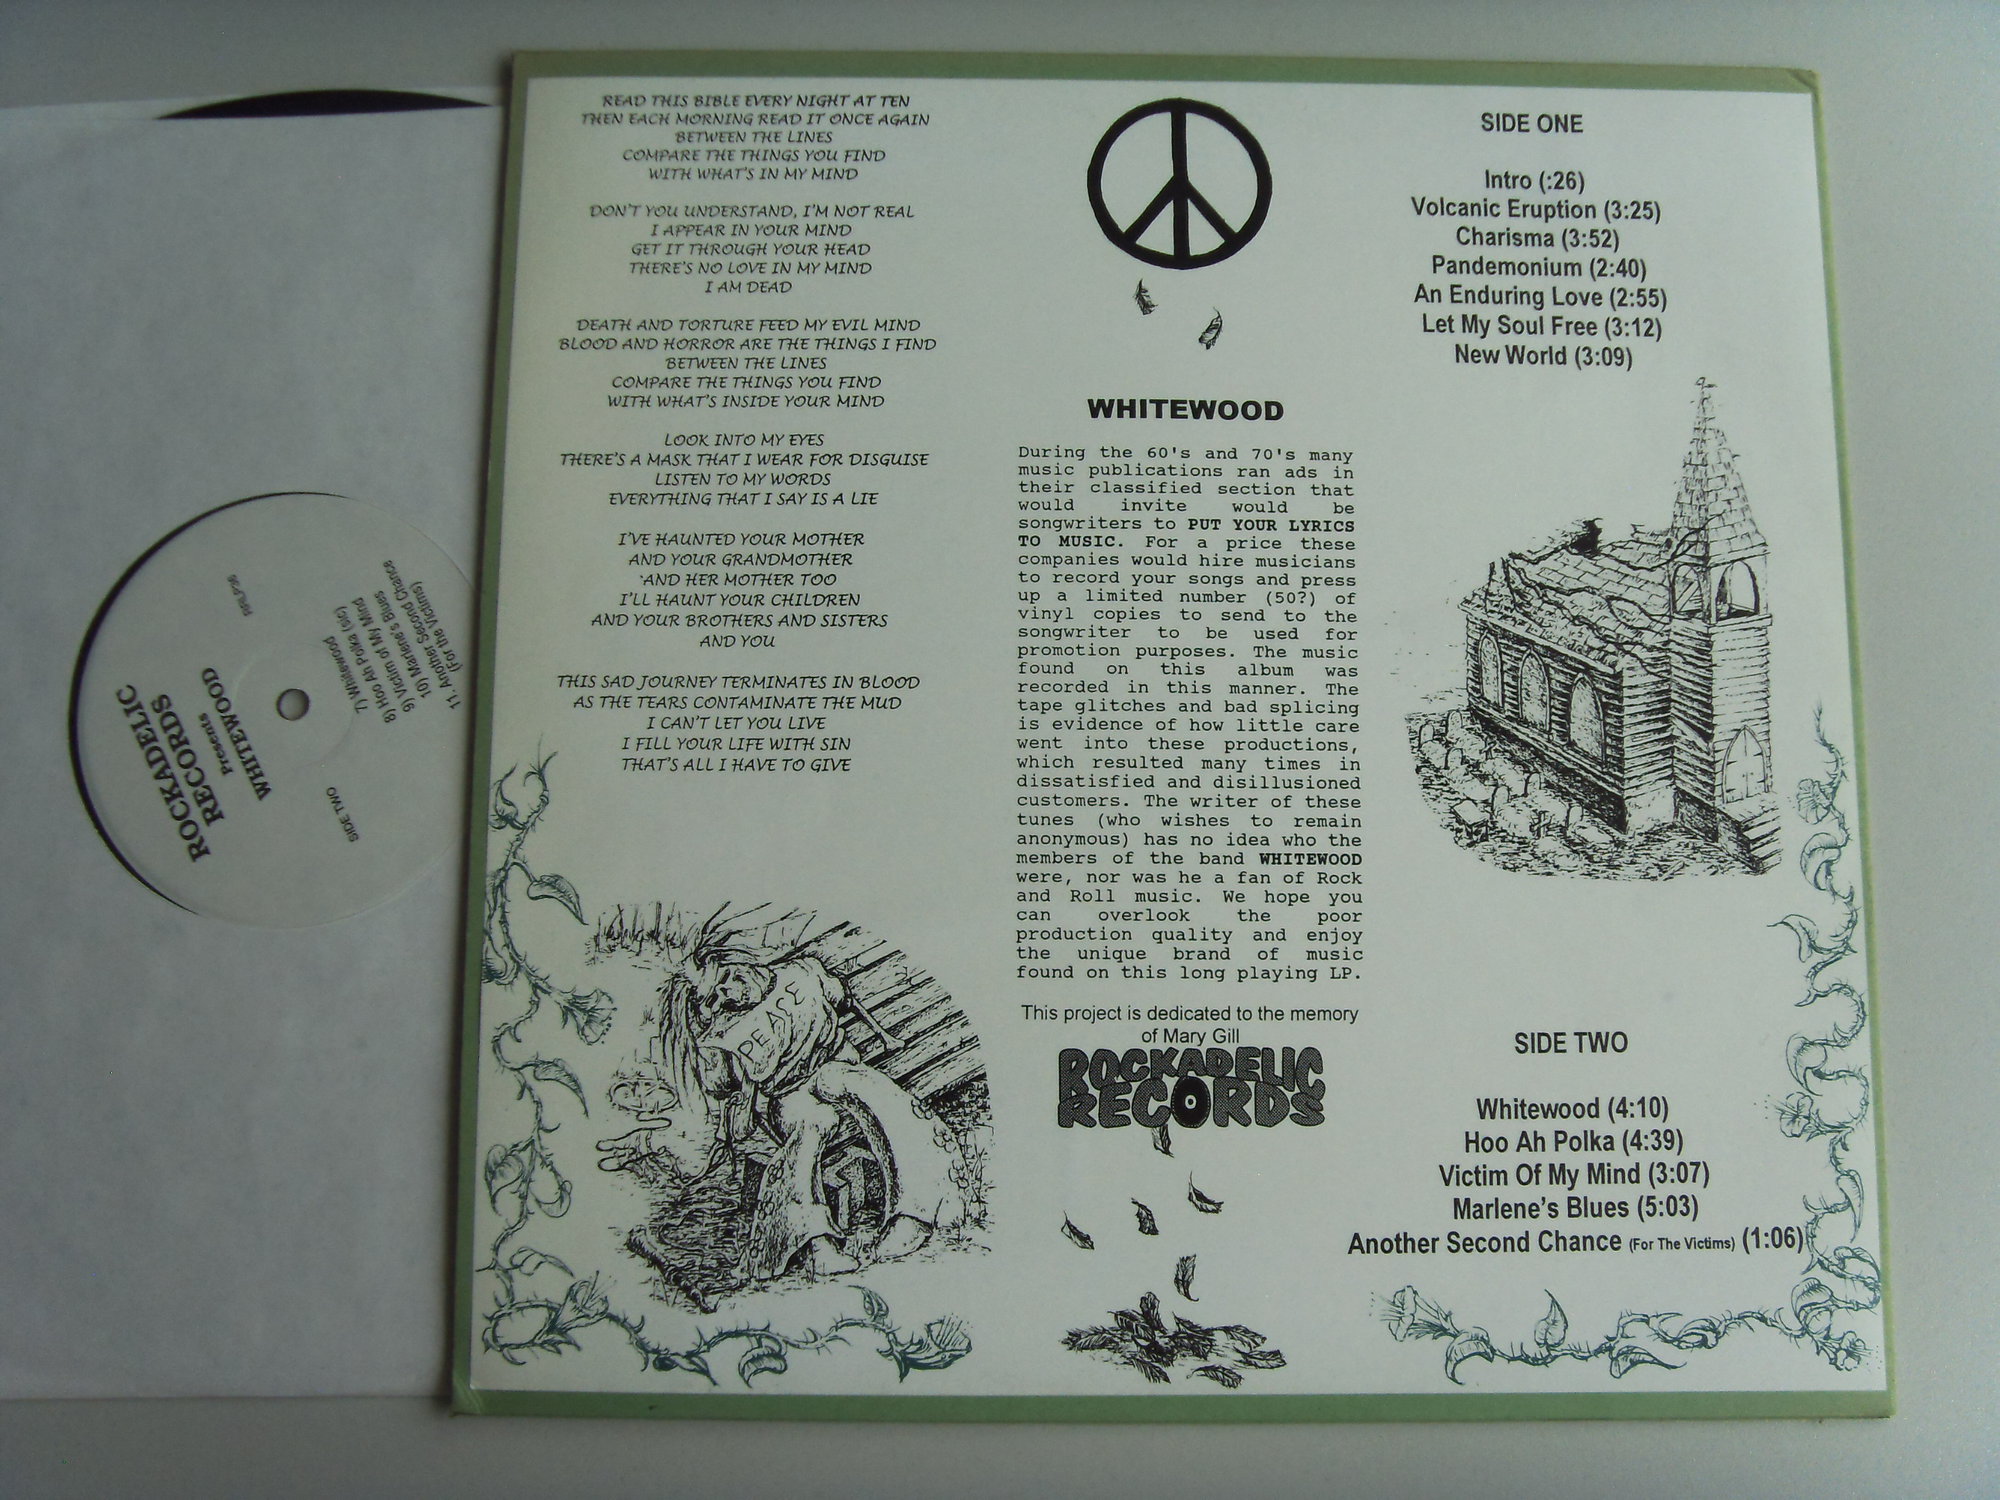 READ THIS BIBLE EVERY NIGHT AT TEN
THEN EACH MORNING READ IT ONCE AGAIN
BETWEEN THE LINES
COMPARE THE THINGS YOU FIND
WITH WHAT'S IN MY MIND
DON'T YOU UNDERSTAND, I'M NOT REAL
I APPEAR IN YOUR MIND
GET IT THROUGH YOUR HEAD
THERE'S NO LOVE IN MY MIND
I AM DEAD
DEATH AND TORTURE FEED MY EVIL MIND
BLOOD AND HORROR ARE THE THINGS I FIND
BETWEEN THE LINES
COMPARE THE THINGS YOU FIND
WITH WHAT'S INSIDE YOUR MIND
LOOK INTO MY EYES
THERE'S A MASK THAT I WEAR FOR DISGUISE
LISTEN TO MY WORDS
EVERYTHING THAT I SAY IS A LIE
I'VE HAUNTED YOUR MOTHER
AND YOUR GRANDMOTHER
AND HER MOTHER TOO
I'LL HAUNT YOUR CHILDREN
AND YOUR BROTHERS AND SISTERS
AND YOU
THIS SAD JOURNEY TERMINATES IN BLOOD
AS THE TEARS CONTAMINATE THE MUD
I CAN'T LET YOU LIVE
I FILL YOUR LIFE WITH SIN
THAT'S ALL I HAVE TO GIVE
PEACE
WHITEWOOD
During the 60's and 70's many
music publications ran ads in
their classified section that
would invite would be
songwriters to PUT YOUR LYRICS
TO MUSIC. For a price these
companies would hire musicians
to record your songs and press
up a limited number (50?) of
vinyl copies to send to the
songwriter to be used for
promotion purposes. The music
found on this album was
recorded in this manner. The
tape glitches and bad splicing
is evidence of how little care
went into these productions,
which resulted many times in
dissatisfied and disillusioned
customers. The writer of these
tunes (who wishes to remain
anonymous) has no idea who the
members of the band WHITEWOOD
were, nor was he a fan of Rock
and Roll music. We hope you
can overlook the poor
production quality and enjoy
the unique brand of music
found on this long playing LP.
This project is dedicated to the memory
of Mary Gill
ROCKADELIC
RECORDS
SIDE ONE
Intro (:26)
Volcanic Eruption (3:25)
Charisma (3:52)
Pandemonium (2:40)
An Enduring Love (2:55)
Let My Soul Free (3:12)
New World (3:09)
SIDE TWO
Whitewood (4:10)
Hoo Ah Polka (4:39)
Victim Of My Mind (3:07)
Marlene's Blues (5:03)
Another Second Chance (For The Victims) (1:06)
ROCKADELIC
RECORDS
Presents
WHITEWOOD
SIDE TWO
7) Whitewood
8) Hoo Ah Polka (sic)
9) Victim of My Mind
10) Marlene's Blues
11. Another Second Chance
(For the Victims)